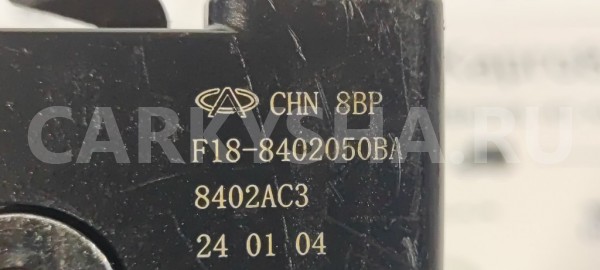 CHN 8BP
F18-8402050BA
8402AC3
24 01 04
CARKYSHA.RU